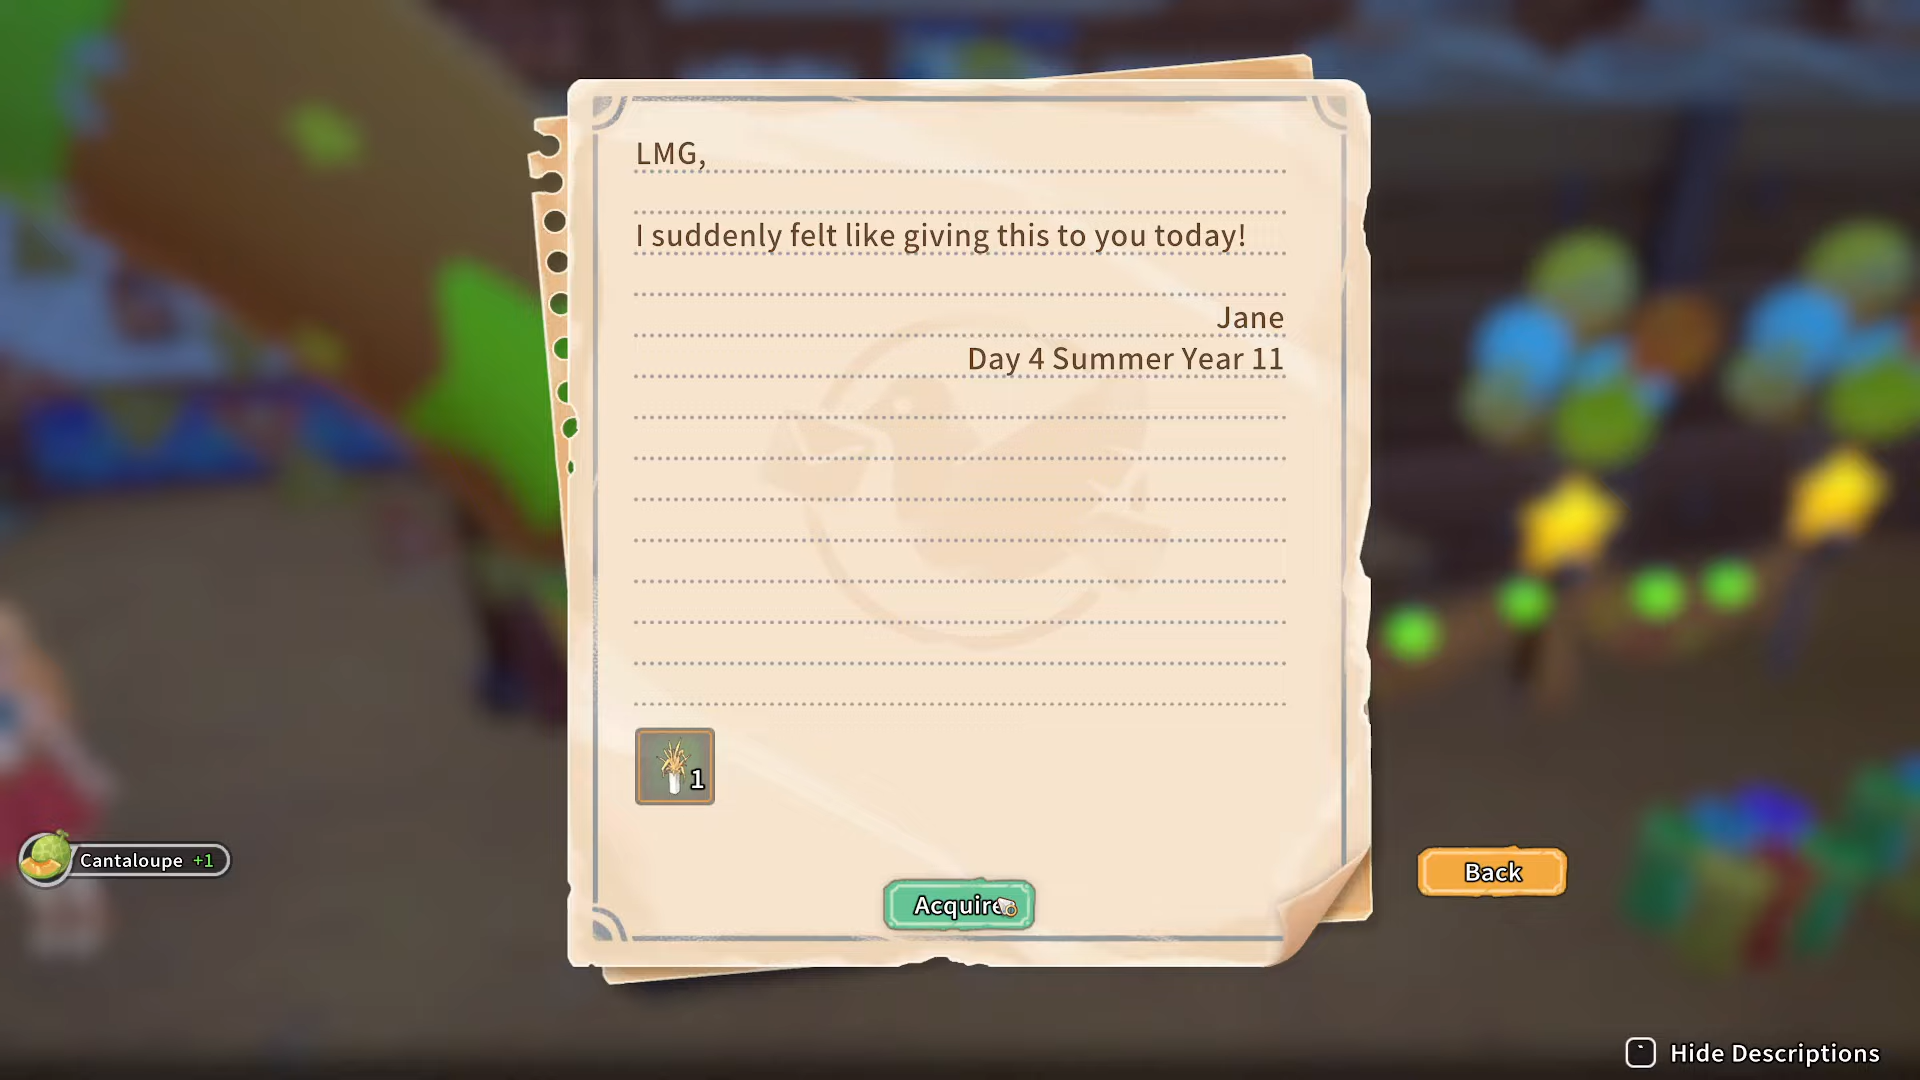 LMG,
I suddenly felt like giving this to you today!
Jane
Day 4 Summer Year 11
1
Cantaloupe +1
Acquire
Back
Hide Descriptions